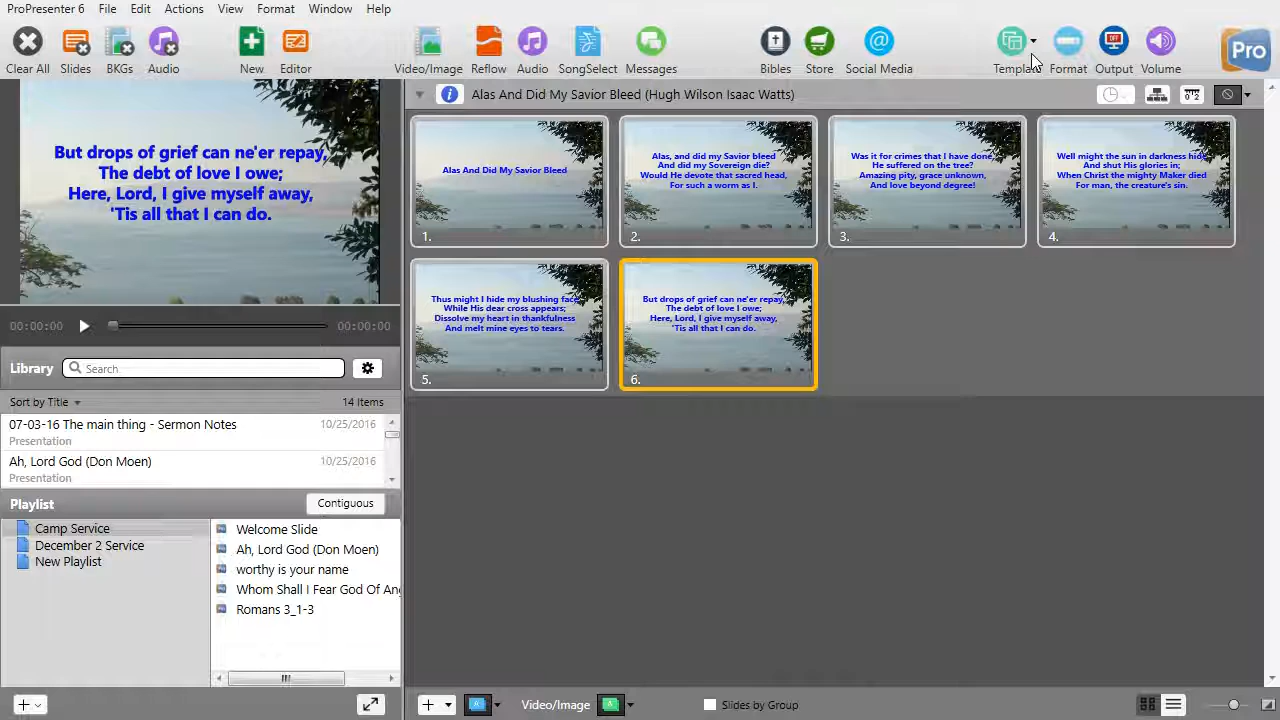 ProPresenter 6 File Edit Actions View Format Window Help
Clear All Slides BKGs Audio New Editor Video/Image Reflow Audio SongSelect Messages Bibles Store Social Media Template Format Output Volume Pro
But drops of grief can ne'er repay,
The debt of love I owe;
Here, Lord, I give myself away,
'Tis all that I can do.
00:00:00 00:00:00
Library Search
Sort by Title 14 Items
07-03-16 The main thing - Sermon Notes 10/25/2016
Presentation
Ah, Lord God (Don Moen) 10/25/2016
Presentation
Playlist Contiguous
Camp Service
December 2 Service
New Playlist
Welcome Slide
Ah, Lord God (Don Moen)
worthy is your name
Whom Shall I Fear God Of Ang
Romans 3_1-3
Alas And Did My Savior Bleed (Hugh Wilson Isaac Watts)
Alas And Did My Savior Bleed
1.
Alas, and did my Savior bleed
And did my Sovereign die?
Would He devote that sacred head,
For such a worm as I.
2.
Was it for crimes that I have done,
He suffered on the tree?
Amazing pity, grace unknown,
And love beyond degree!
3.
Well might the sun in darkness hide
And shut His glories in;
When Christ the mighty Maker died
For man, the creature's sin.
4.
Thus might I hide my blushing face
While His dear cross appears;
Dissolve my heart in thankfulness
And melt mine eyes to tears.
5.
But drops of grief can ne'er repay,
The debt of love I owe;
Here, Lord, I give myself away,
'Tis all that I can do.
6.
Video/Image Slides by Group